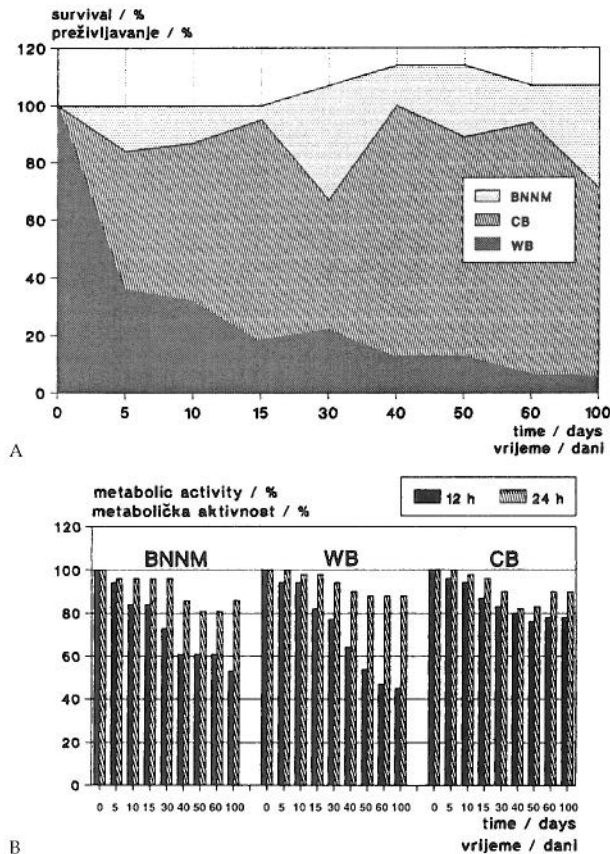 survival / %
preživljavanje / %
120
100
80
60
40
20
0
BNNM
CB
WB
0 5 10 15 30 40 50 60 100
time / days
vrijeme / dani
A
metabolic activity / %
metabolička aktivnost / %
12 h 24 h
120
100
80
60
40
20
0
BNNM WB CB
0 5 10 15 30 40 50 60 100 0 5 10 15 30 40 50 60 100 0 5 10 15 30 40 50 60 100
time / days
vrijeme / dani
B